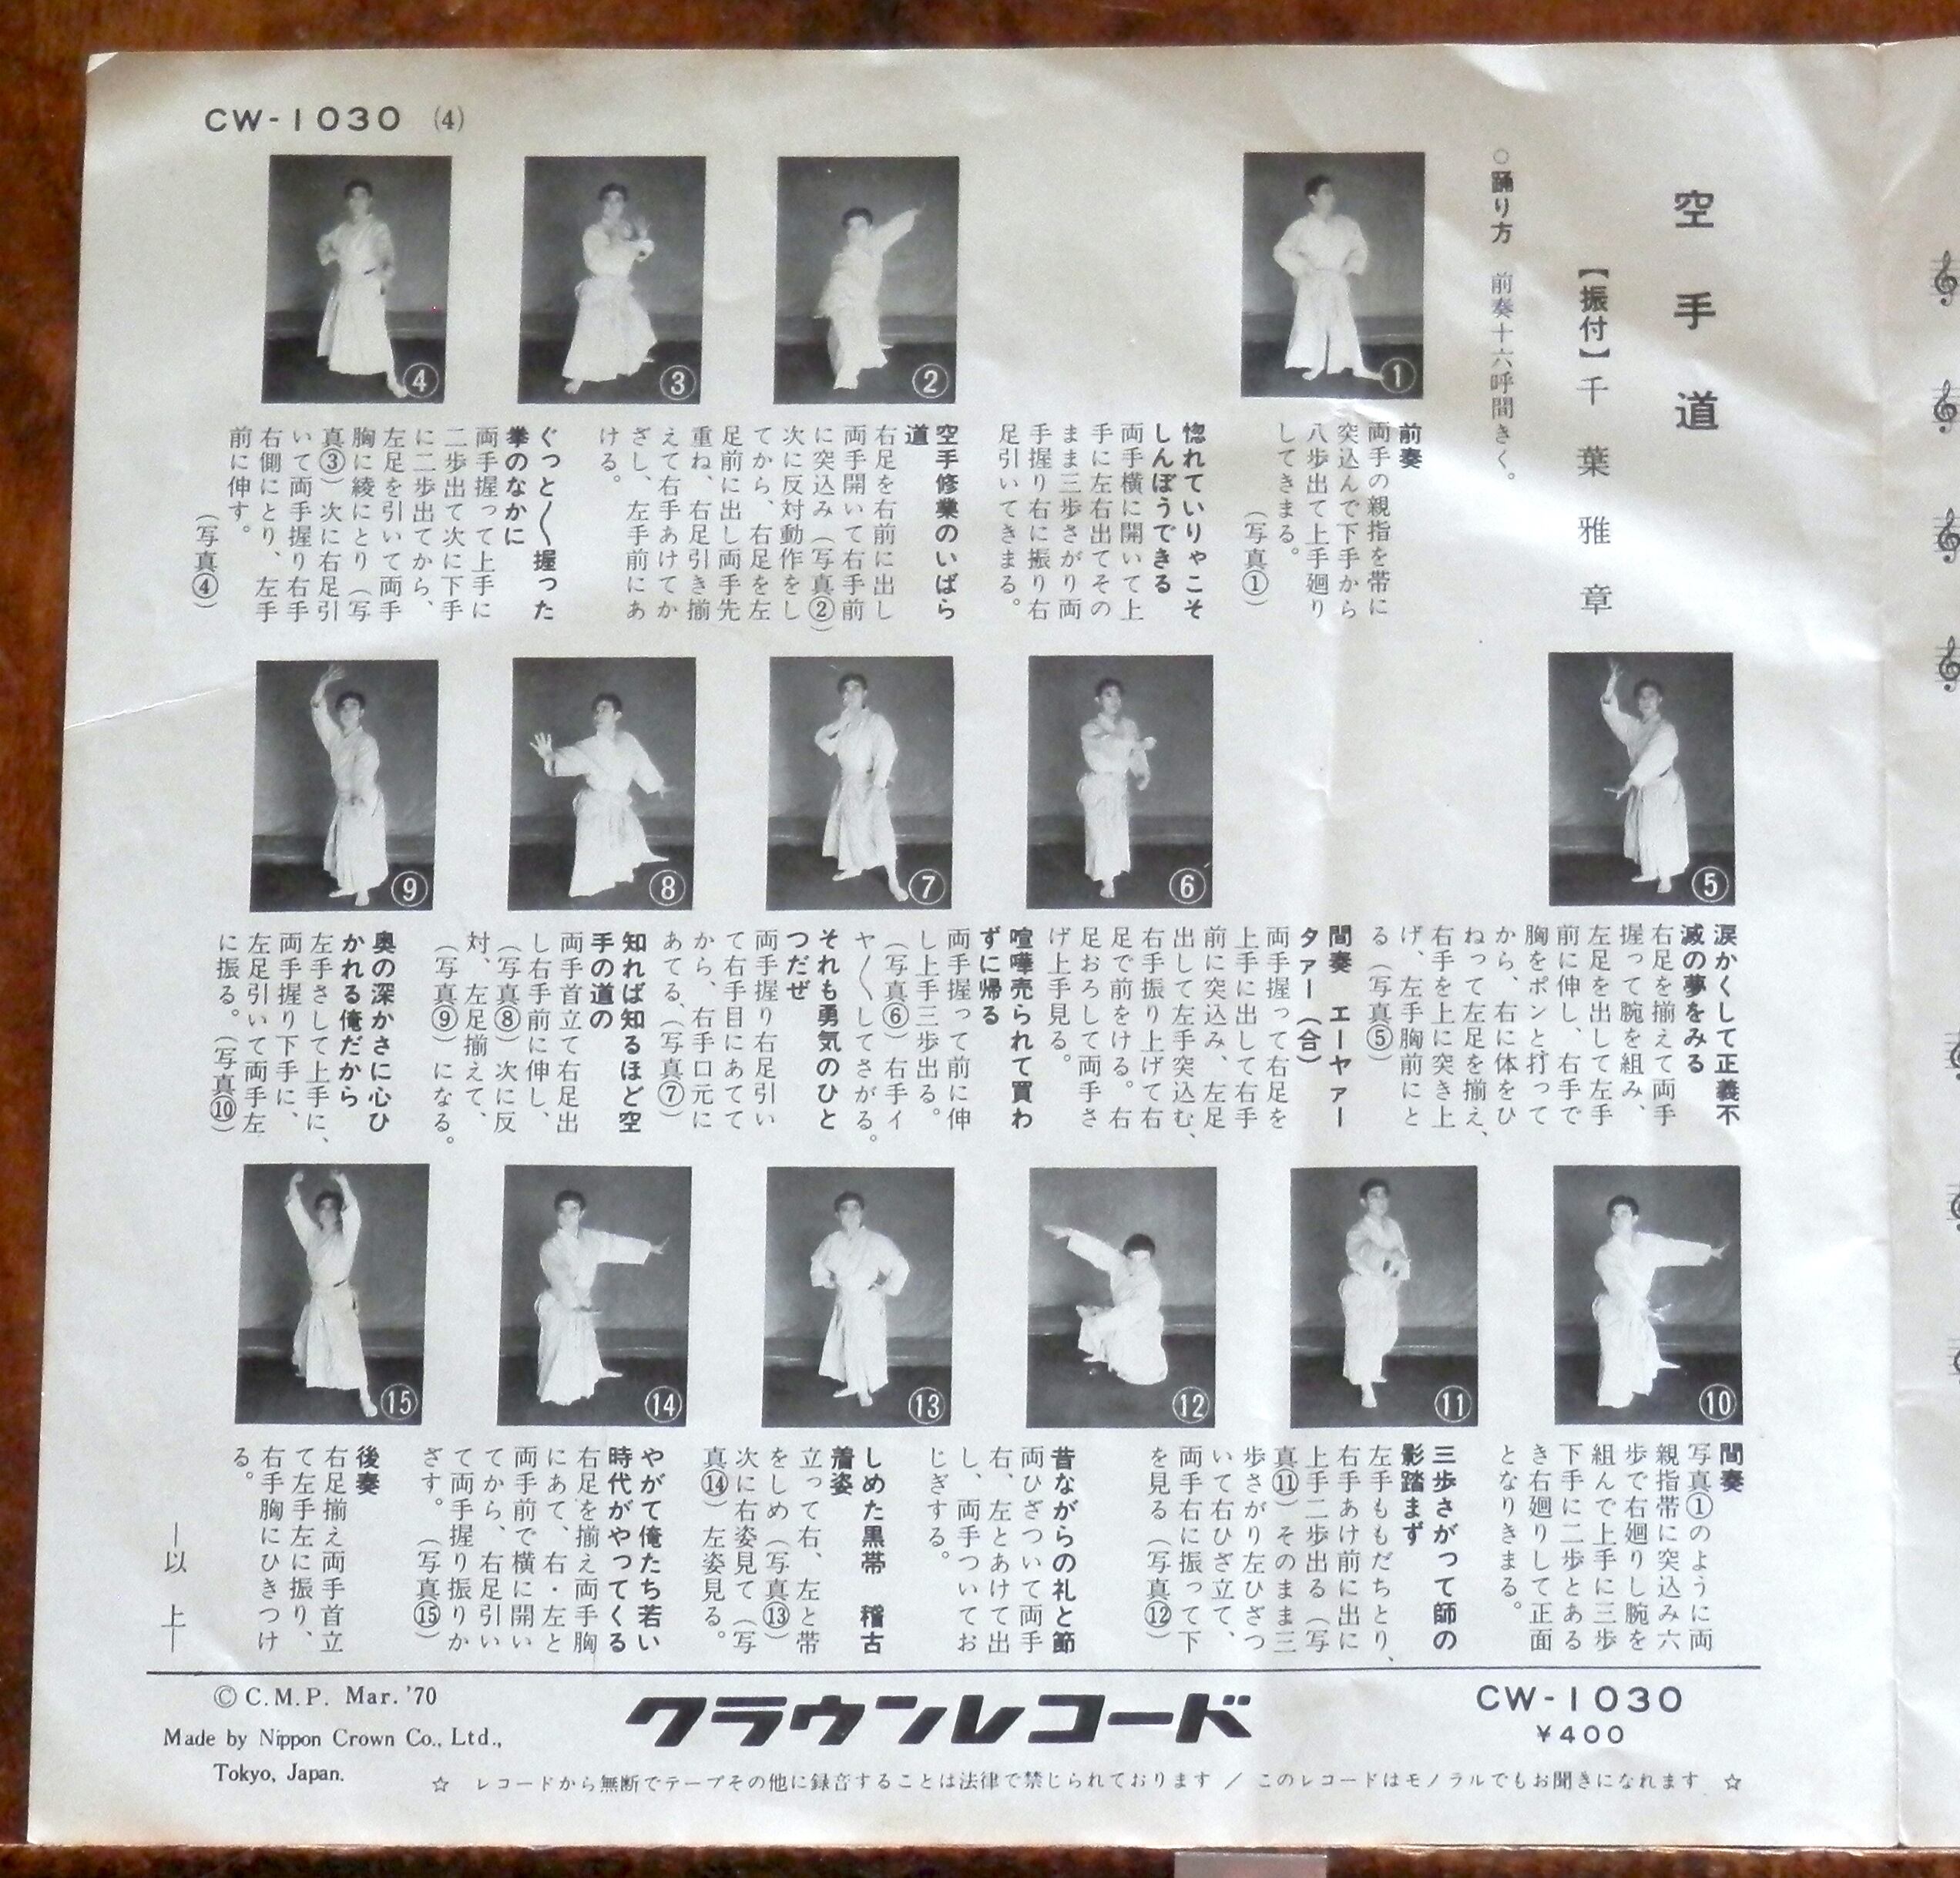 CW-1030 (4)
空手道
【振付】千葉雅章
○踊り方 前奏十六呼間きく。
①
②
③
④
前奏
両手の親指を帯に
突込んで下手から
八歩出て上手廻り
してきまる。
(写真①)
惚れていりゃこそ
しんぼうできる
両手横に開いて上
手に左右出てその
まま三歩さがり両
手握り右に振り右
足引いてきまる。
空手修業のいばら
道
右足を右前に出し
両手開いて右手前
に突込み(写真②)
次に反対動作をし
てから、右足を左
足前に出し両手先
重ね、右足引き揃
えて右手あけてか
ざし、左手前にあ
ける。
ぐっと〱握った
拳のなかに
両手握って上手に
二歩出て次に下手
に二歩出てから、
左足を引いて両手
胸に綾にとり(写
真③)次に右足引
いて両手握り右手
右側にとり、左手
前に伸す。
(写真④)
⑤
⑥
⑦
⑧
⑨
涙かくして正義不
滅の夢をみる
右足を揃えて両手
握って腕を組み、
左足を出して左手
前に伸し、右手で
胸をポンと打って
から、右に体をひ
ねって左足を揃え、
右手を上に突き上
げ、左手胸前にと
る(写真⑤)
間奏 エーヤァー
タァー(合)
両手握って右足を
上手に出して右手
前に突込み、左足
出して左手突込む、
右手振り上げて右
足で前をける。右
足おろして両手さ
げ上手見る。
喧嘩売られて買わ
ずに帰る
両手握って前に伸
し上手三歩出る。
(写真⑥)右手イ
ヤ〱してさがる。
それも勇気のひと
つだぜ
両手握り右足引い
て右手目にあてて
から、右手口元に
あてる、(写真⑦)
知れば知るほど空
手の道の
両手首立て右足出
し右手前に伸し、
(写真⑧)次に反
対、左足揃えて、
(写真⑨)になる。
奥の深かさに心ひ
かれる俺だから
左手さして上手に、
両手握り下手に、
左足引いて両手左
に振る。(写真⑩)
⑩
⑪
⑫
⑬
⑭
⑮
間奏
写真①のように両
親指帯に突込み六
歩で右廻りし腕を
組んで上手に三歩
下手に二歩とある
き右廻りして正面
となりきまる。
三歩さがって師の
影踏まず
左手ももだちとり、
右手あけ前に出に
上手二歩出る(写
真⑪)そのまま三
歩さがり左ひざつ
いて右ひざ立て、
両手右に振って下
を見る(写真⑫)
昔ながらの礼と節
両ひざついて両手
右、左とあけて出
し、両手ついてお
じぎする。
しめた黒帯 稽古
着姿
立って右、左と帯
をしめ(写真⑬)
次に右姿見て(写
真⑭)左姿見る。
やがて俺たち若い
時代がやってくる
右足を揃え両手胸
にあて、右・左と
両手前で横に開い
てから、右足引い
て両手握り振りか
ざす。(写真⑮)
後奏
右足揃え両手首立
て左手左に振り、
右手胸にひきつけ
る。
—以上—
©C.M.P. Mar. '70
Made by Nippon Crown Co., Ltd.,
Tokyo, Japan.
クラウンレコード
CW-1030
¥400
☆ レコードから無断でテープその他に録音することは法律で禁じられております / このレコードはモノラルでもお聞きになれます ☆